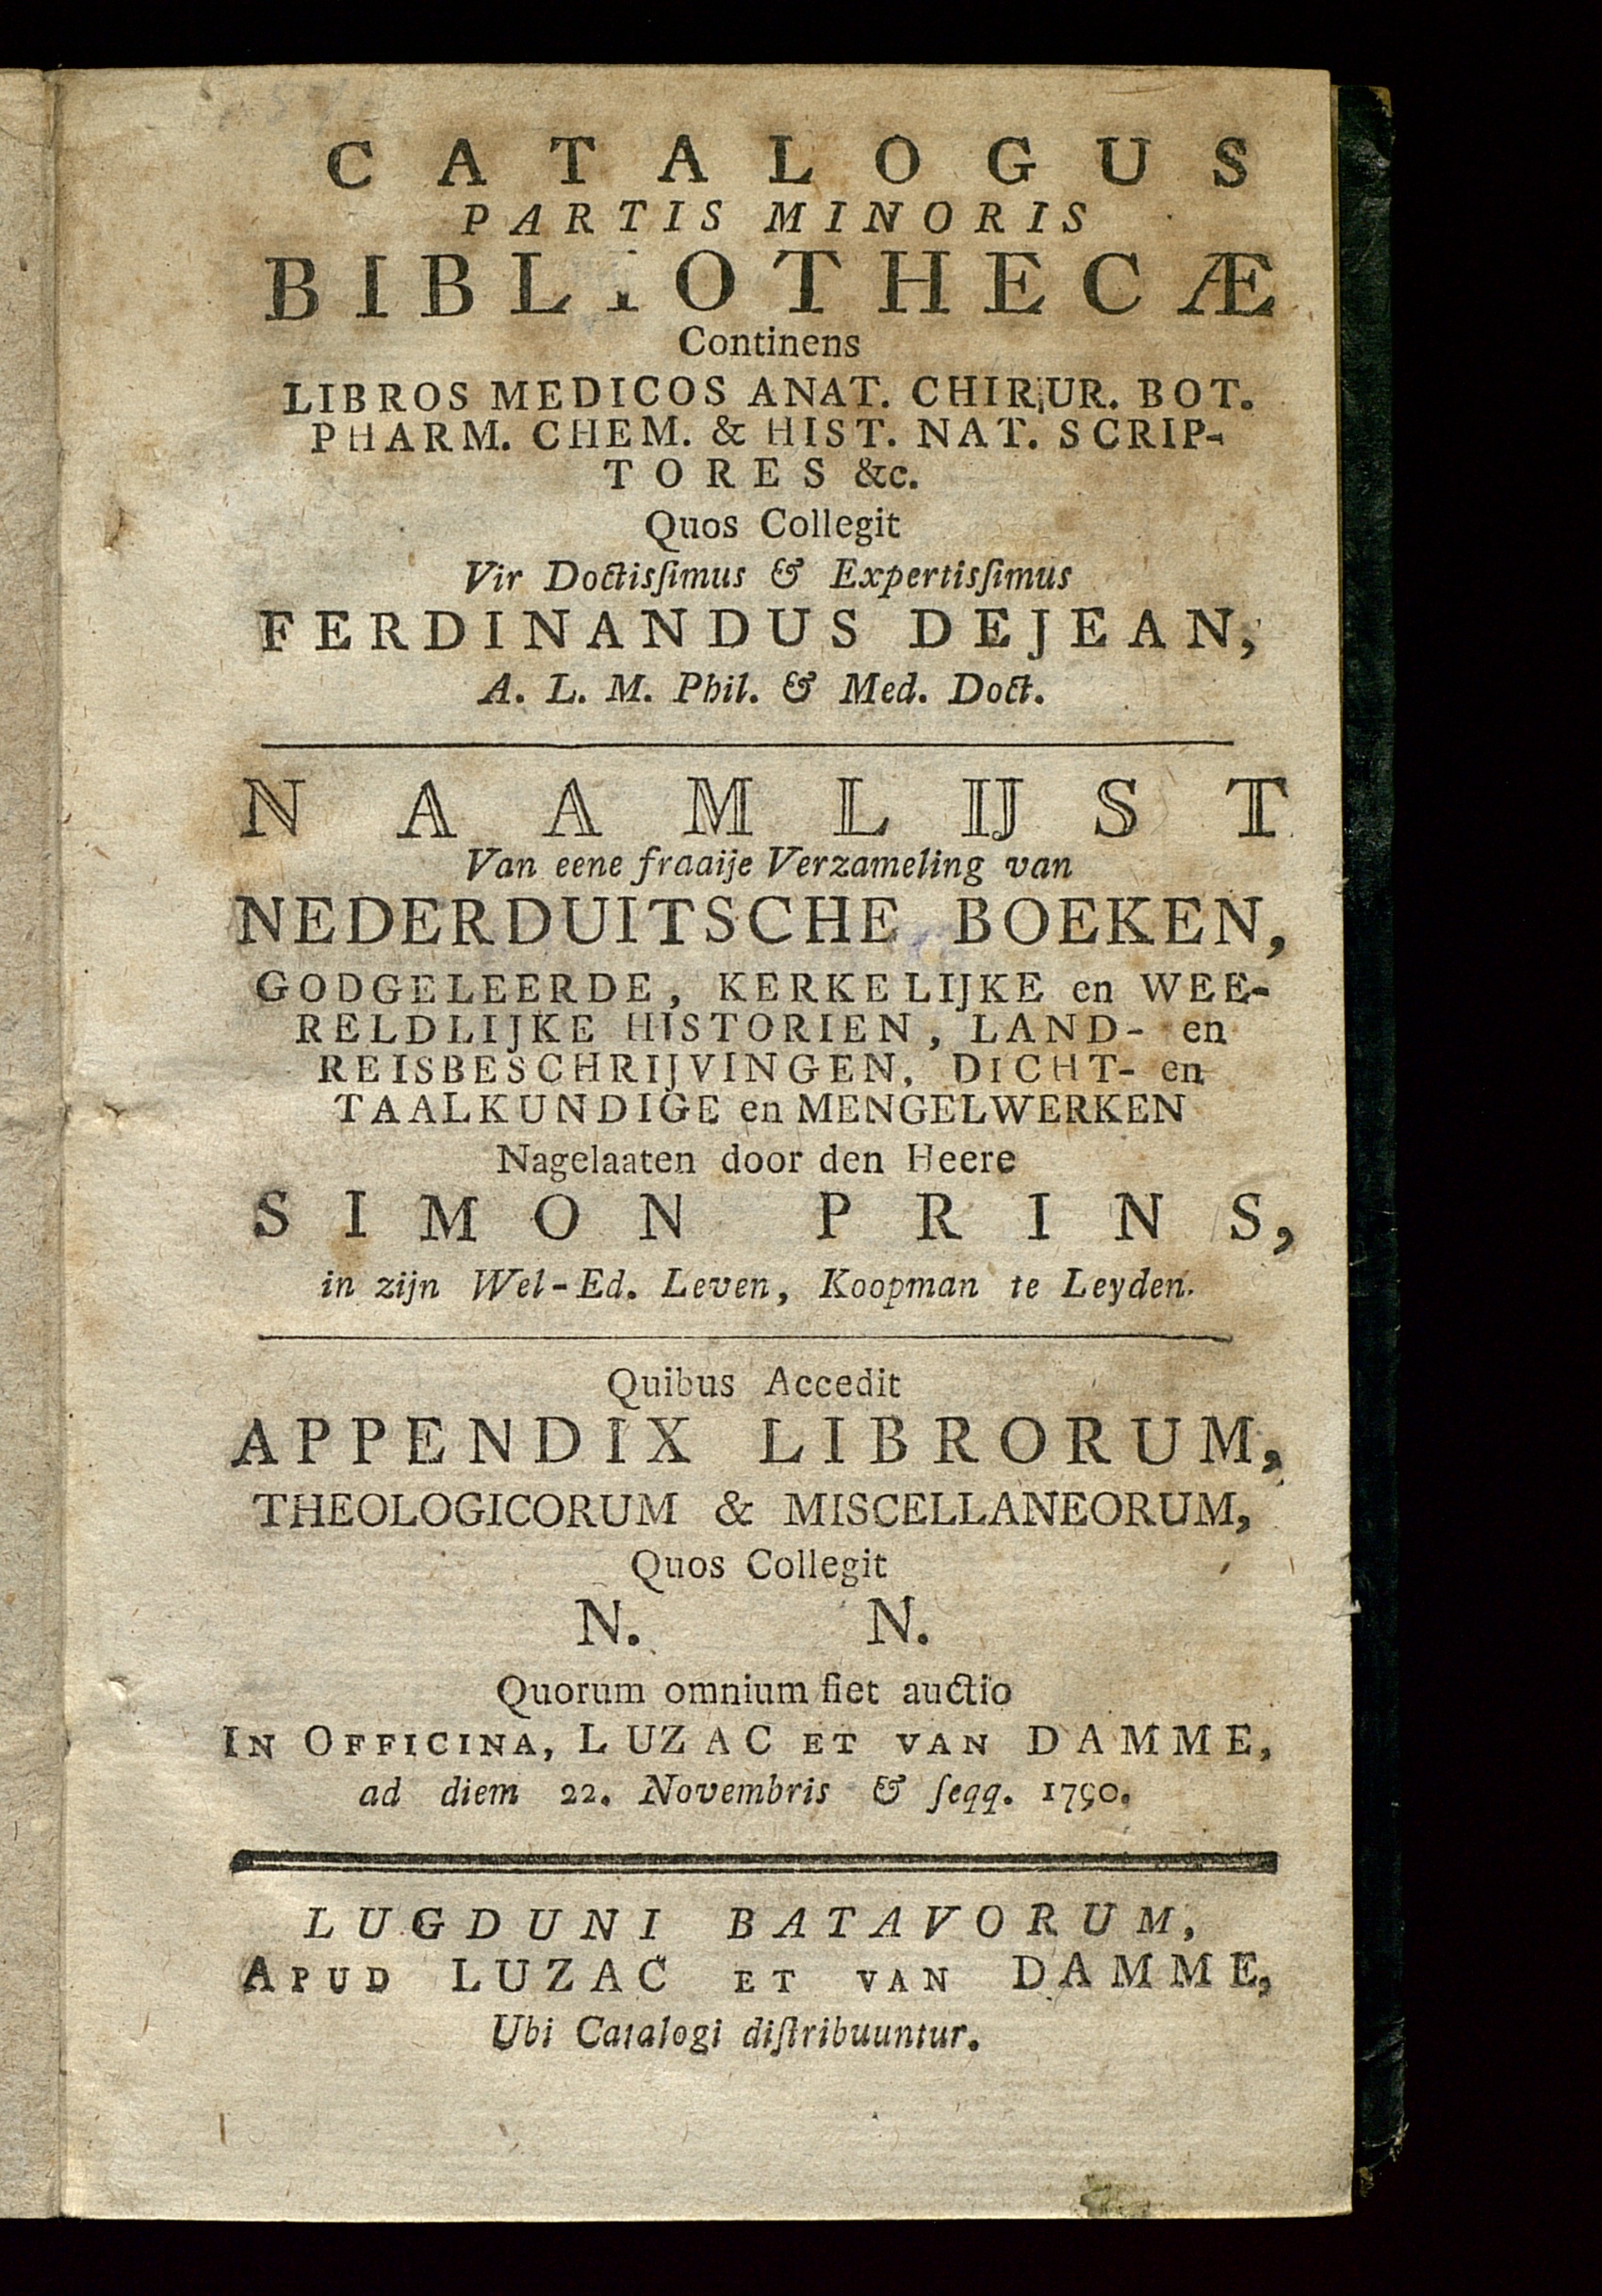 CATALOGUS
PARTIS MINORIS
BIBLIOTHECÆ
Continens
LIBROS MEDICOS ANAT. CHIRUR. BOT.
PHARM. CHEM. & HIST. NAT. SCRIP-
TORES &c.
Quos Collegit
Vir Doctisſimus & Expertisſimus
FERDINANDUS DEJEAN,
A. L. M. Phil. & Med. Doct.
NAAMLIJST
Van eene fraaije Verzameling van
NEDERDUITSCHE BOEKEN,
GODGELEERDE, KERKELIJKE en WEE-
RELDLIJKE HISTORIEN, LAND- en
REISBESCHRIJVINGEN, DICHT- en
TAALKUNDIGE en MENGELWERKEN
Nagelaaten door den Heere
SIMON PRINS,
in zijn Wel-Ed. Leven, Koopman te Leyden.
Quibus Accedit
APPENDIX LIBRORUM,
THEOLOGICORUM & MISCELLANEORUM,
Quos Collegit
N. N.
Quorum omnium fiet auctio
IN OFFICINA, LUZAC ET VAN DAMME,
ad diem 22. Novembris & ſeqq. 1790.
LUGDUNI BATAVORUM,
APUD LUZAC ET VAN DAMME,
Ubi Catalogi diſtribuuntur.